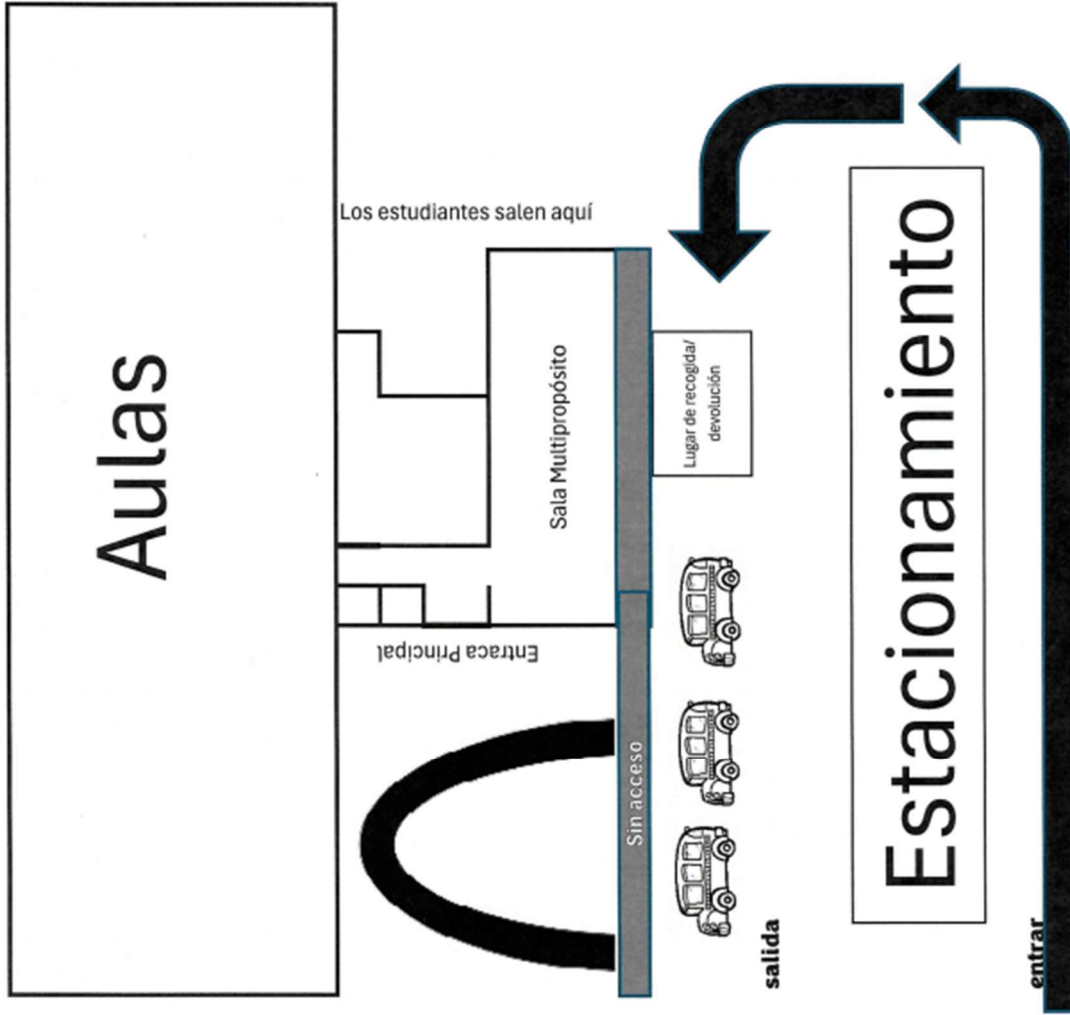 Aulas
Los estudiantes salen aquí
Sala Multipropósito
Lugar de recogida/
devolución
Entraca Principal
Sin acceso
Estacionamiento
salida
entrar